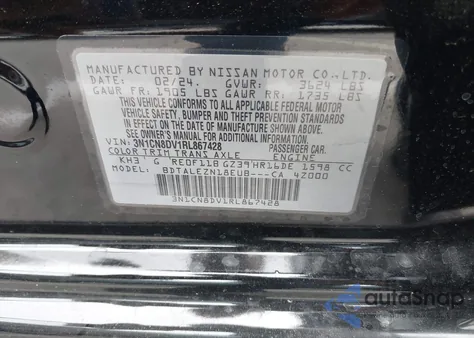 MANUFACTURED BY NISSAN MOTOR CO., LTD.
DATE: 02/24. GVWR: 3624 LBS
GAWR FR: 1905 LBS GAWR RR: 1735 LBS
THIS VEHICLE CONFORMS TO ALL APPLICABLE FEDERAL MOTOR
VEHICLE SAFETY, BUMPER AND THEFT PREVENTION STANDARDS
IN EFFECT ON THE DATE OF MANUFACTURE SHOWN ABOVE.
SEE OWNER'S MANUAL FOR ADDITIONAL INFORMATION
VIN: 3N1CN8DV1RL867428 PASSENGER CAR
COLOR TRIM TRANS AXLE ENGINE
KH3 G RE0F11B GZ39 HR16DE 1598 CC
MODEL: BDTALEZN18EUB---CA 42000
3N1CN8DV1RL867428
autoSnap